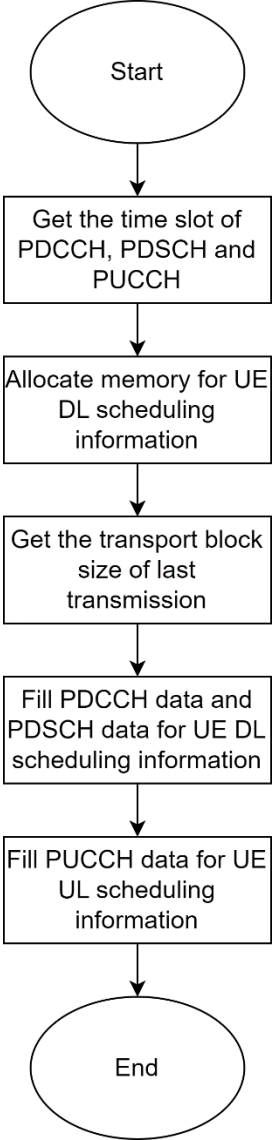 Start
Get the time slot of
PDCCH, PDSCH and
PUCCH
Allocate memory for UE
DL scheduling
information
Get the transport block
size of last
transmission
Fill PDCCH data and
PDSCH data for UE DL
scheduling information
Fill PUCCH data for UE
UL scheduling
information
End